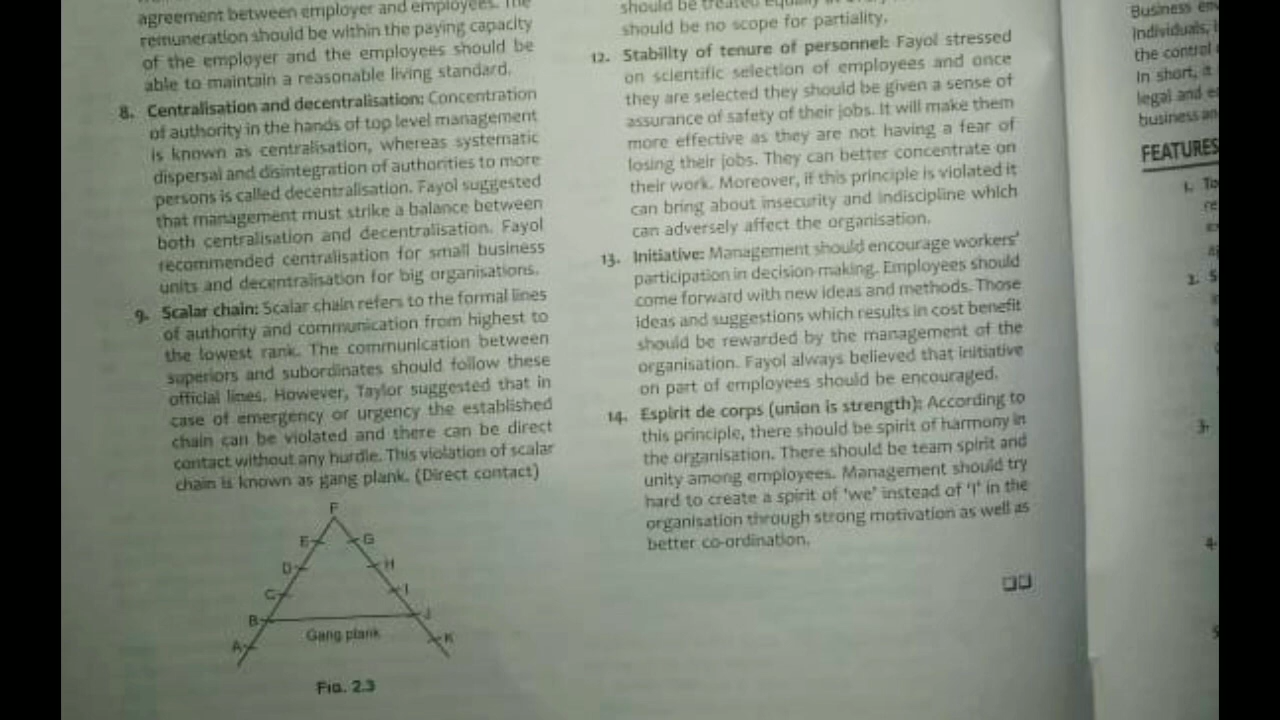 agreement between employer and employees. The
remuneration should be within the paying capacity
of the employer and the employees should be
able to maintain a reasonable living standard.
8. Centralisation and decentralisation: Concentration
of authority in the hands of top level management
is known as centralisation, whereas systematic
dispersal and disintegration of authorities to more
persons is called decentralisation. Fayol suggested
that management must strike a balance between
both centralisation and decentralisation. Fayol
recommended centralisation for small business
units and decentralisation for big organisations.
9. Scalar chain: Scalar chain refers to the formal lines
of authority and communication from highest to
the lowest rank. The communication between
superiors and subordinates should follow these
official lines. However, Taylor suggested that in
case of emergency or urgency the established
chain can be violated and there can be direct
contact without any hurdle. This violation of scalar
chain is known as gang plank. (Direct contact)
F
E G
D H
C I
B J
Gang plank
A K
FIG. 2.3
should be treated equally
should be no scope for partiality.
12. Stability of tenure of personnel: Fayol stressed
on scientific selection of employees and once
they are selected they should be given a sense of
assurance of safety of their jobs. It will make them
more effective as they are not having a fear of
losing their jobs. They can better concentrate on
their work. Moreover, if this principle is violated it
can bring about insecurity and indiscipline which
can adversely affect the organisation.
13. Initiative: Management should encourage workers'
participation in decision making. Employees should
come forward with new ideas and methods. Those
ideas and suggestions which results in cost benefit
should be rewarded by the management of the
organisation. Fayol always believed that initiative
on part of employees should be encouraged.
14. Espirit de corps (union is strength): According to
this principle, there should be spirit of harmony in
the organisation. There should be team spirit and
unity among employees. Management should try
hard to create a spirit of 'we' instead of 'I' in the
organisation through strong motivation as well as
better co-ordination.
Business
individuals,
the control
In short, it
legal and
business
FEATURES
1. To
2. S
3.
4.
5